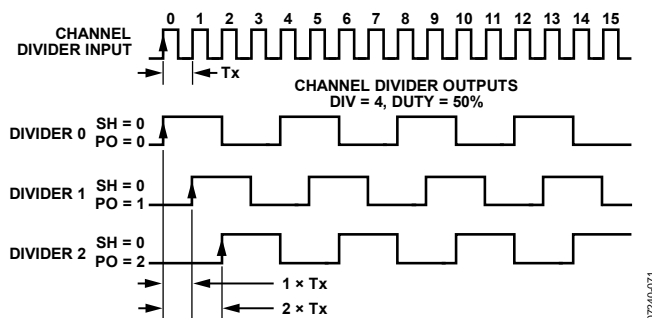 0 1 2 3 4 5 6 7 8 9 10 11 12 13 14 15
CHANNEL
DIVIDER INPUT
Tx
CHANNEL DIVIDER OUTPUTS
DIV = 4, DUTY = 50%
DIVIDER 0 SH = 0
PO = 0
DIVIDER 1 SH = 0
PO = 1
DIVIDER 2 SH = 0
PO = 2
1 × Tx
2 × Tx
07240-071